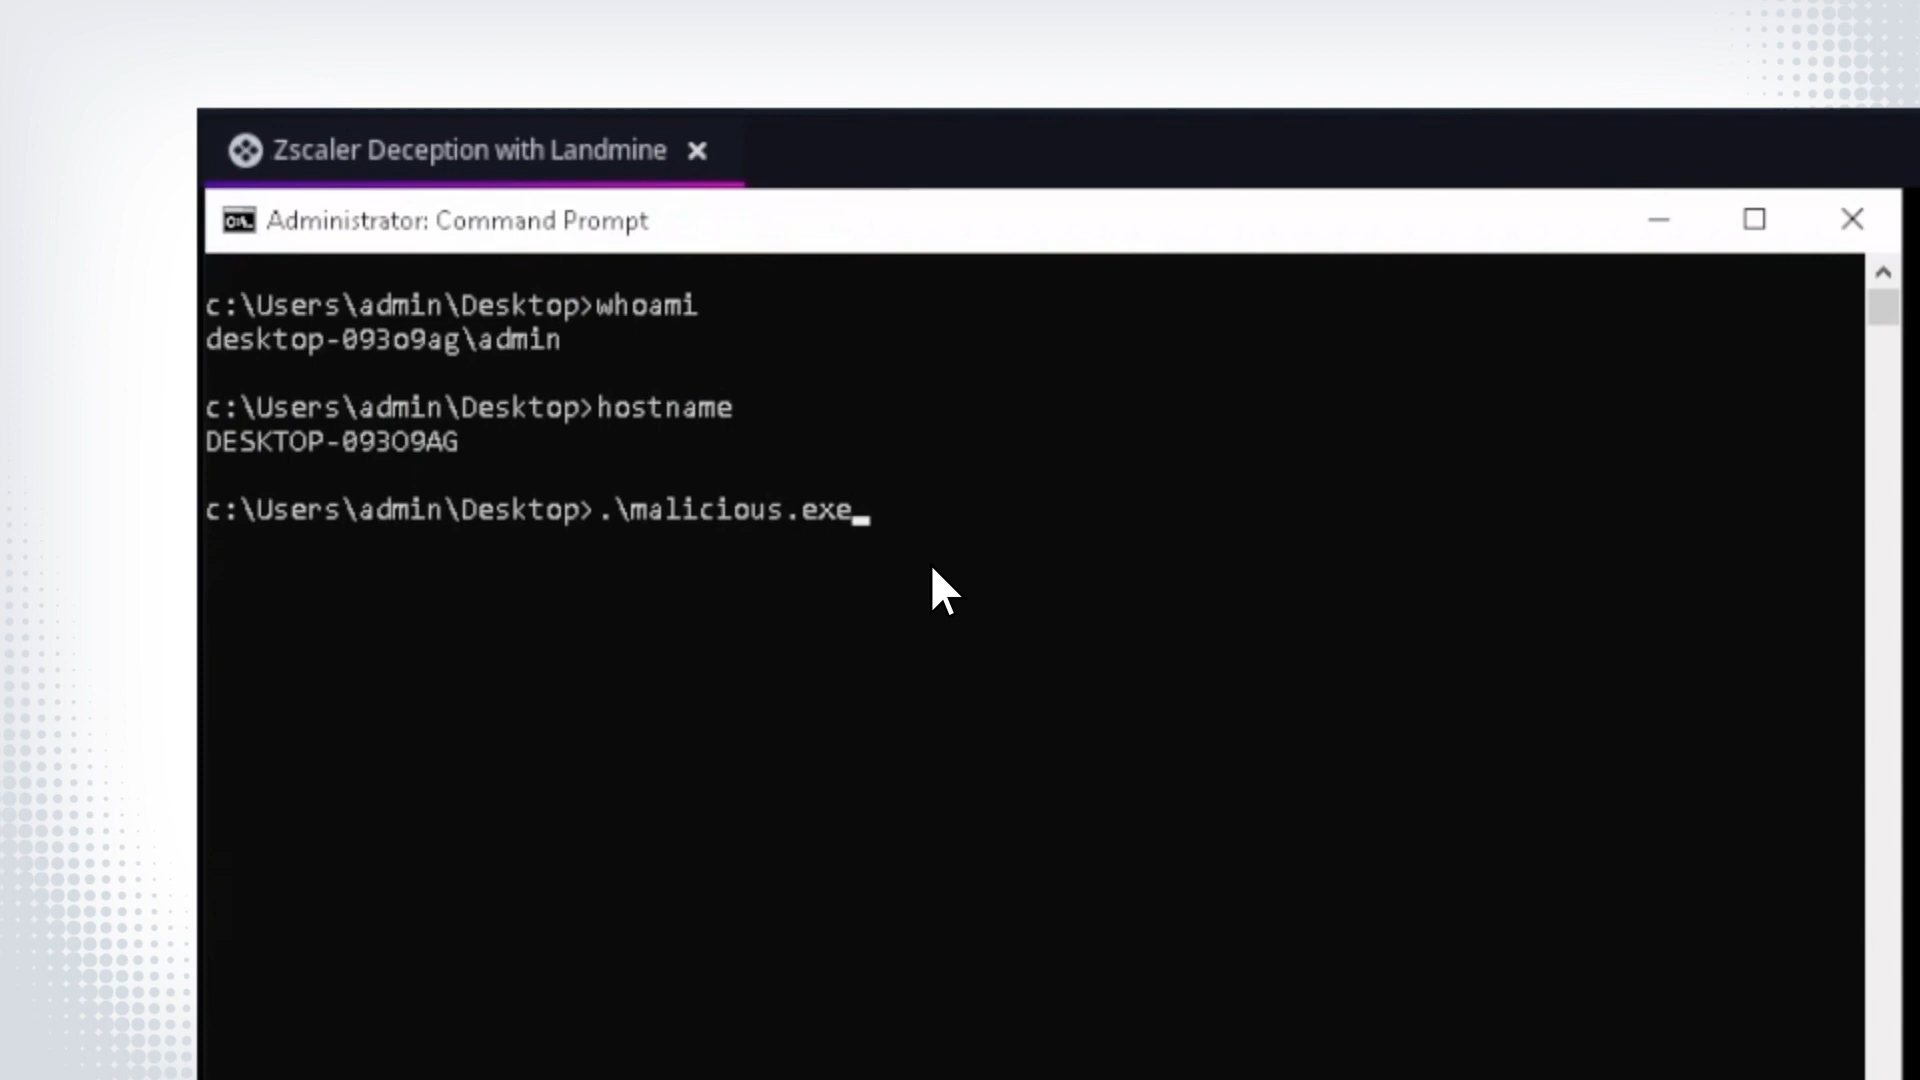 Zscaler Deception with Landmine
Administrator: Command Prompt
c:\Users\admin\Desktop>whoami
desktop-093o9ag\admin
c:\Users\admin\Desktop>hostname
DESKTOP-093O9AG
c:\Users\admin\Desktop>.\malicious.exe